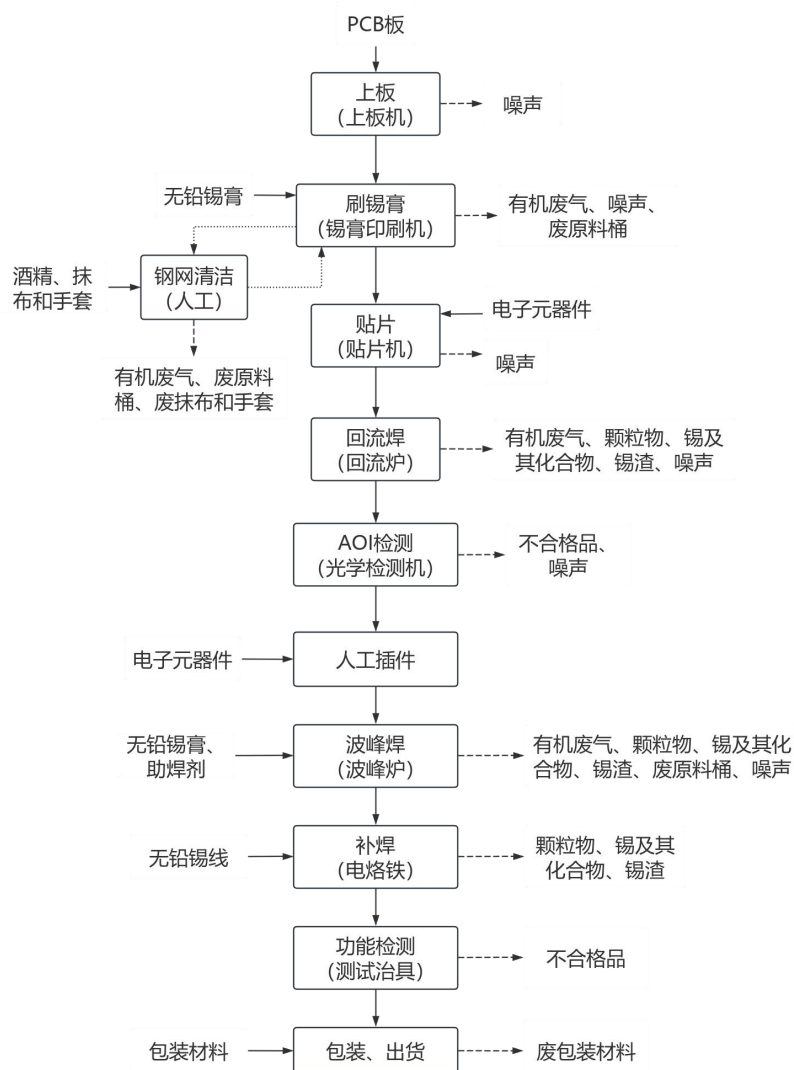 PCB板
上板
(上板机)
噪声
无铅锡膏
刷锡膏
(锡膏印刷机)
有机废气、噪声、
废原料桶
酒精、抹
布和手套
钢网清洁
(人工)
有机废气、废原料
桶、废抹布和手套
贴片
(贴片机)
电子元器件
噪声
回流焊
(回流炉)
有机废气、颗粒物、锡及
其化合物、锡渣、噪声
AOI检测
(光学检测机)
不合格品、
噪声
电子元器件
人工插件
无铅锡膏、
助焊剂
波峰焊
(波峰炉)
有机废气、颗粒物、锡及其化
合物、锡渣、废原料桶、噪声
无铅锡线
补焊
(电烙铁)
颗粒物、锡及其
化合物、锡渣
功能检测
(测试治具)
不合格品
包装材料
包装、出货
废包装材料